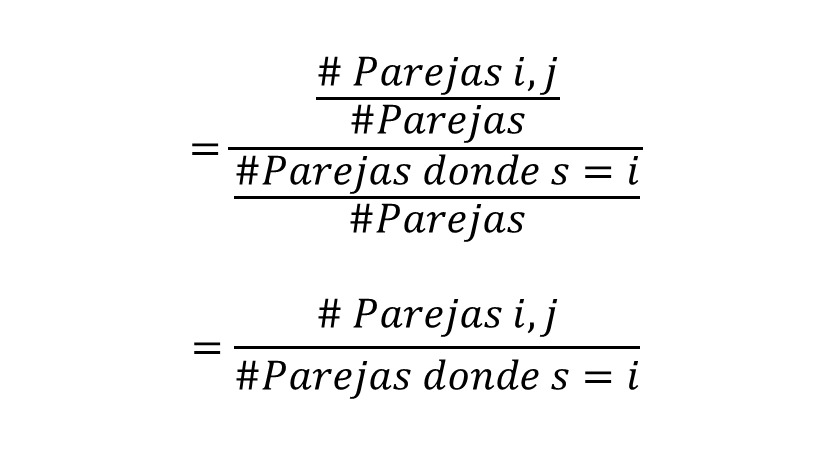 # Parejas i, j
#Parejas
=
#Parejas donde s = i
#Parejas
# Parejas i, j
=
#Parejas donde s = i